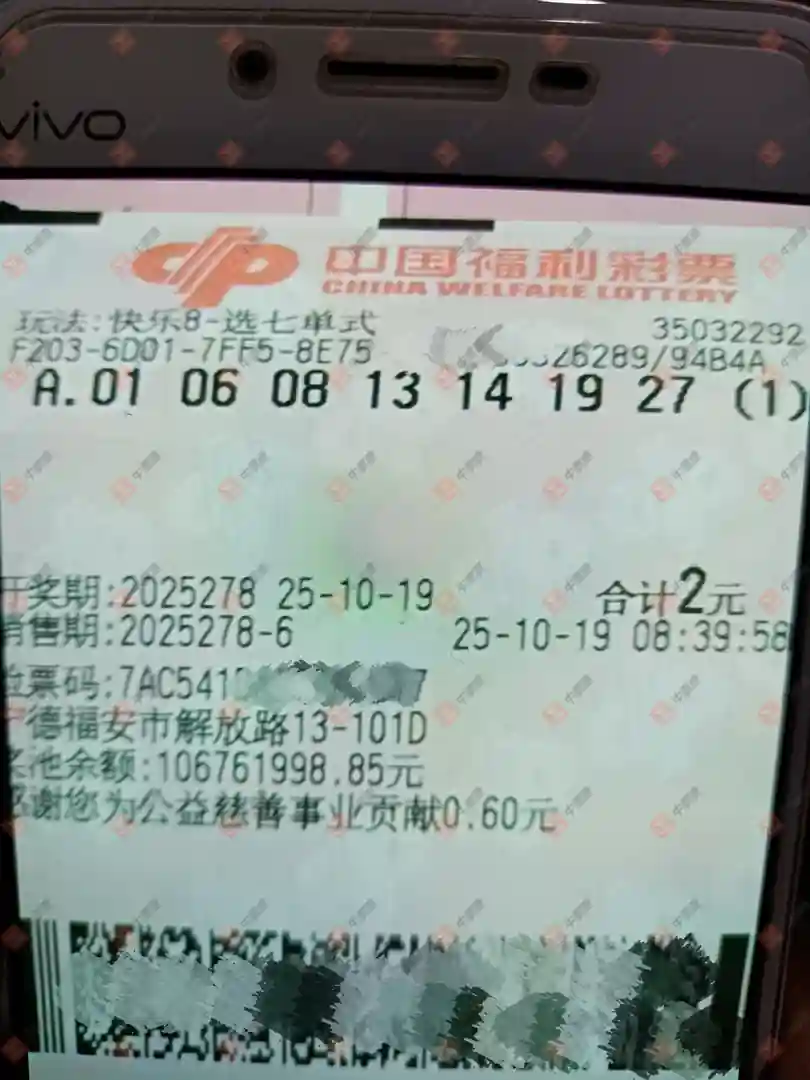 vivo
中国福利彩票
CHINA WELFARE LOTTERY
玩法:快乐8-选七单式
35032292
F203-6D01-7FF5-8E75
26289/94B4A
A.01 06 08 13 14 19 27 (1)
开奖期:2025278 25-10-19
合计2元
销售期:2025278-6
25-10-19 08:39:58
验票码:7AC541
宁德福安市解放路13-101D
奖池余额:106761998.85元
感谢您为公益慈善事业贡献0.60元